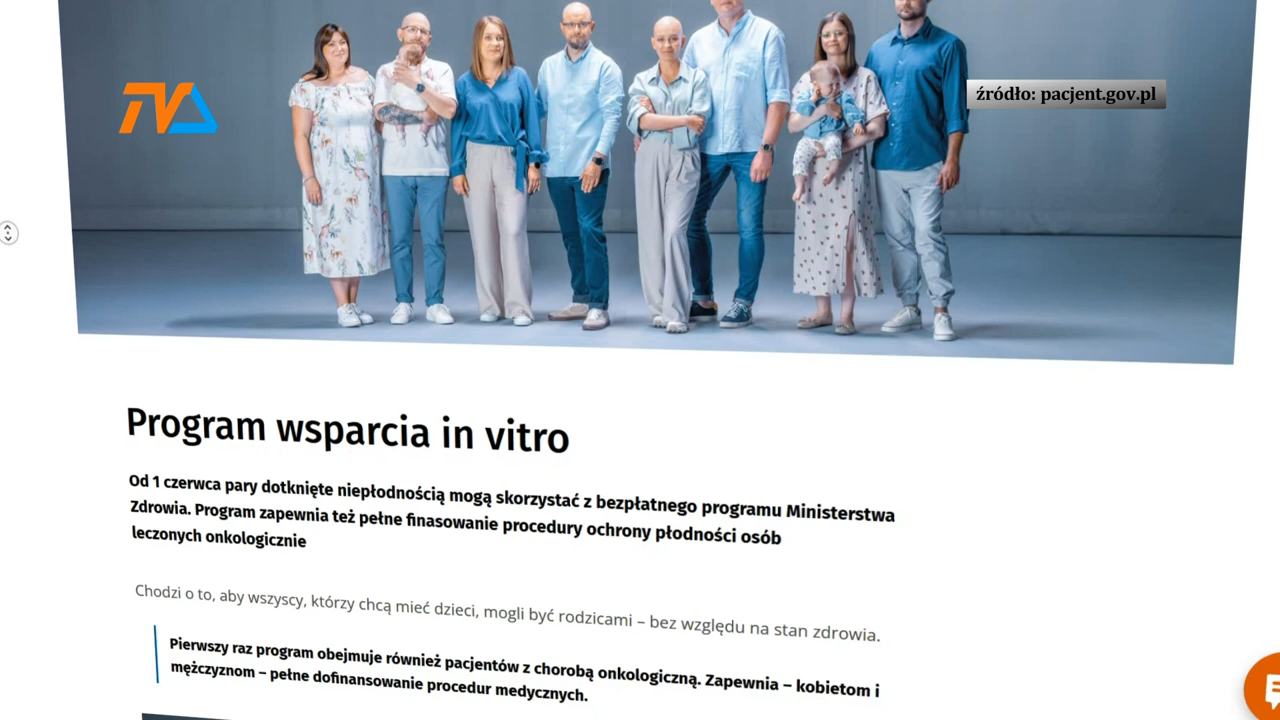 TVA
źródło: pacjent.gov.pl
Program wsparcia in vitro
Od 1 czerwca pary dotknięte niepłodnością mogą skorzystać z bezpłatnego programu Ministerstwa
Zdrowia. Program zapewnia też pełne finasowanie procedury ochrony płodności osób
leczonych onkologicznie
Chodzi o to, aby wszyscy, którzy chcą mieć dzieci, mogli być rodzicami – bez względu na stan zdrowia.
Pierwszy raz program obejmuje również pacjentów z chorobą onkologiczną. Zapewnia – kobietom i
mężczyznom – pełne dofinansowanie procedur medycznych.